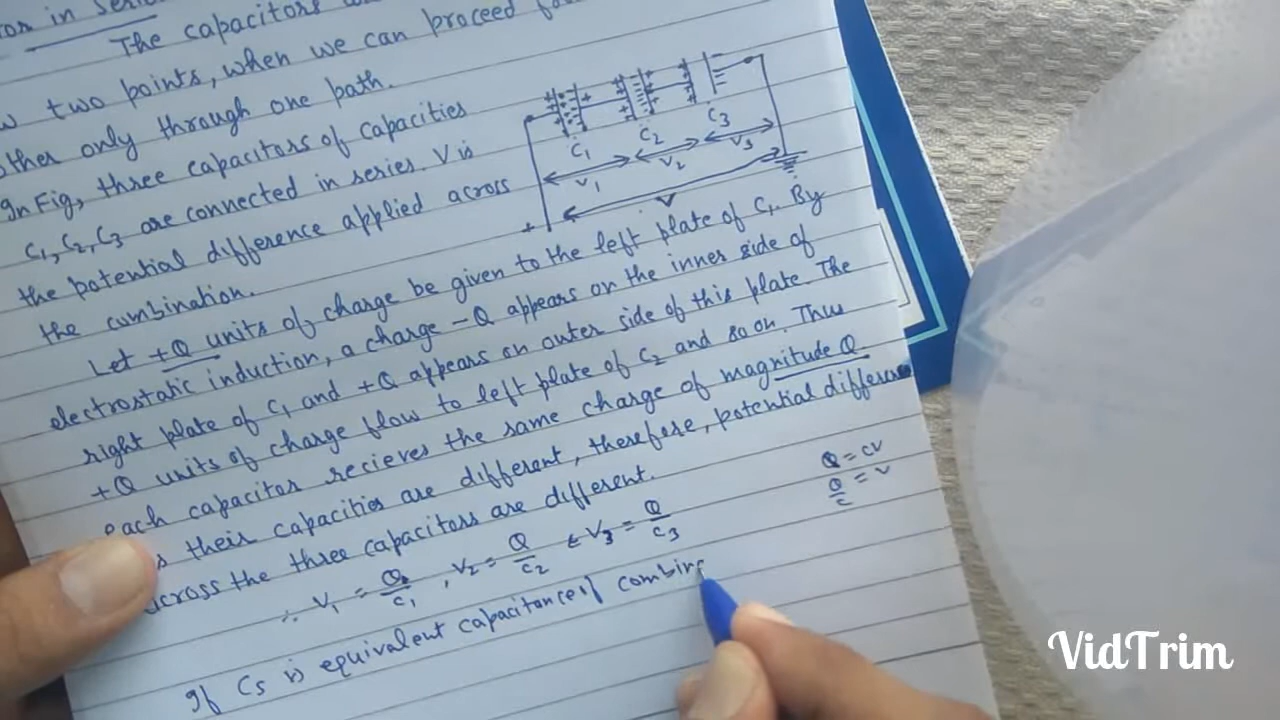 in series
The capacitors
two points, when we can proceed
other only through one path.
In Fig, three capacitors of capacities
C1, C2, C3 are connected in series. V is
the potential difference applied across
the combination.
C1 C2 C3
V1 V2 V3
V
+
Let +Q units of charge be given to the left plate of C1. By
electrostatic induction, a charge -Q appears on the inner side of
right plate of C1 and +Q appears on outer side of this plate. The
+Q units of charge flow to left plate of C2 and so on. Thus
each capacitor recieves the same charge of magnitude Q
their capacities are different, therefore, potential difference
across the three capacitors are different.
Q = CV
Q/C = V
∴ V1 = Q/C1, V2 = Q/C2 & V3 = Q/C3
If Cs is equivalent capacitance of combin
VidTrim